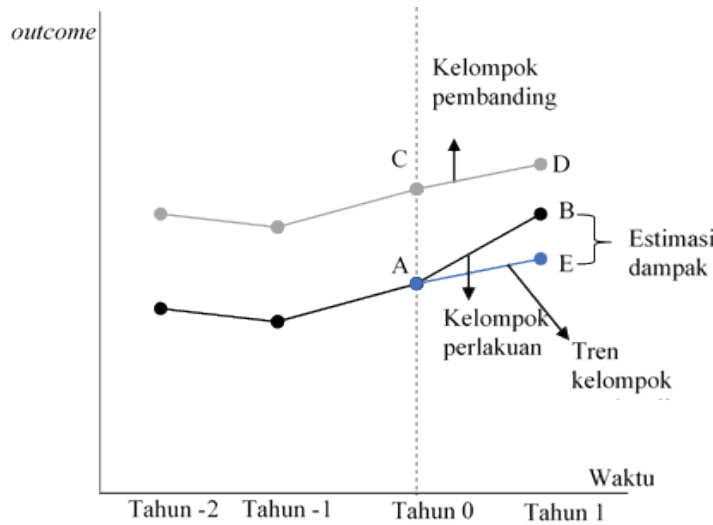 outcome
Kelompok
pembanding
C
D
B
Estimasi
dampak
A
E
Kelompok
perlakuan
Tren
kelompok
Waktu
Tahun -2
Tahun -1
Tahun 0
Tahun 1